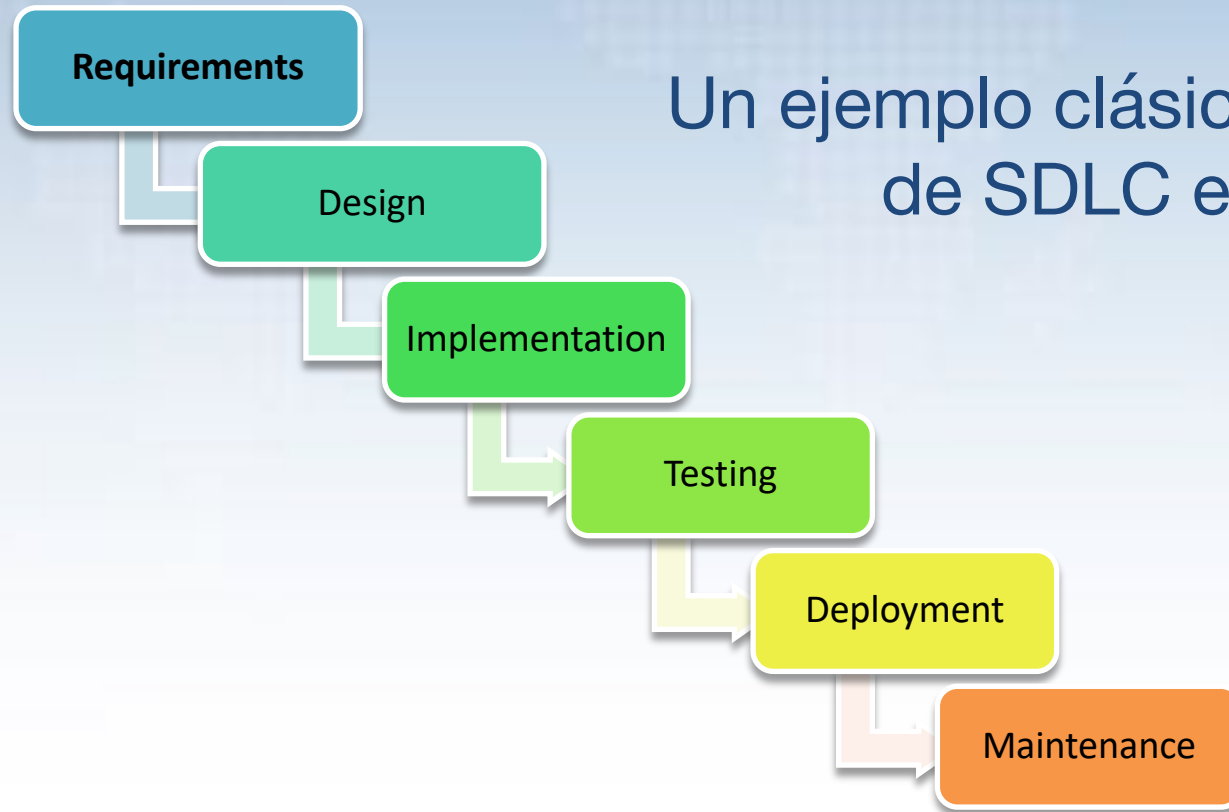 Requirements
Un ejemplo clásic
de SDLC e
Design
Implementation
Testing
Deployment
Maintenance